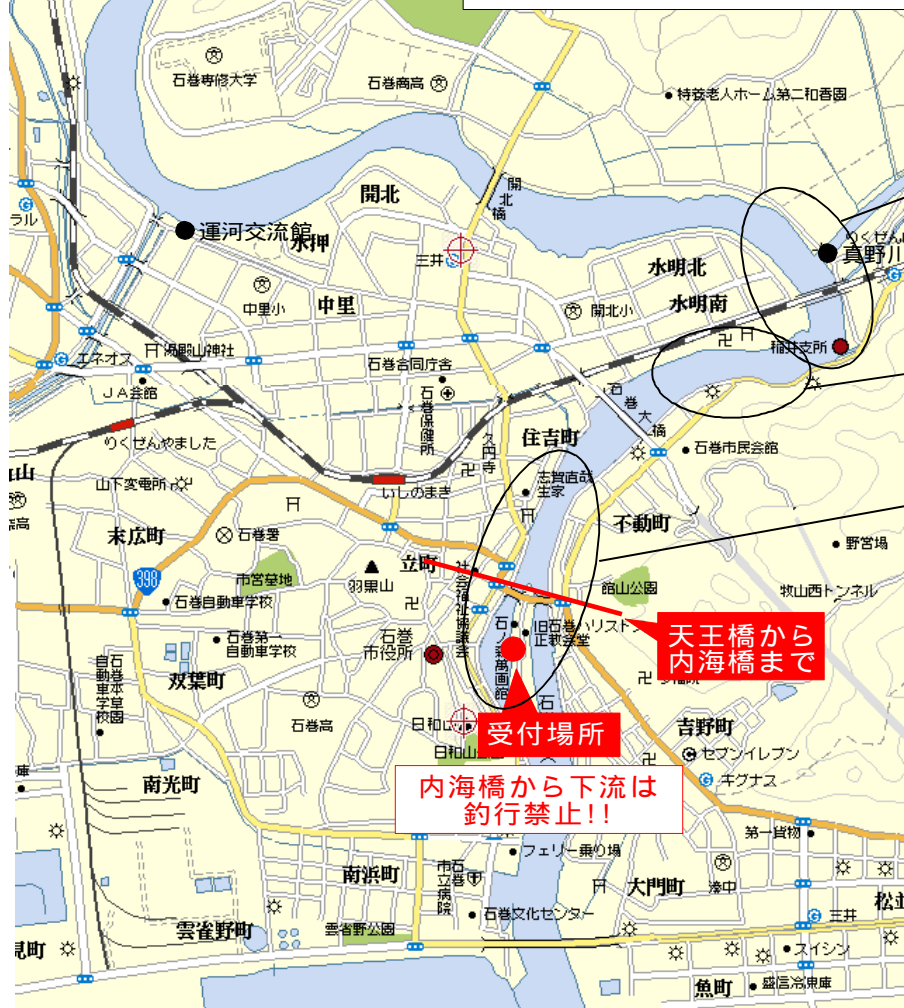 石巻専修大学
石巻商高
特養老人ホーム第二和香園
開北
開北橋
運河交流館
水押
三井
りくせん
真野川
ラル
中里小
中里
開北小
水明北
水明南
湯殿山神社
エネオス
石巻合同庁舎
稲井支所
JA会館
石巻保健所
石巻大橋
りくぜんやました
久円寺
住吉町
石巻市民会館
山下変電所
いしのまき
志賀直哉
生家
末広町
石巻署
不動町
野営場
398
市営墓地
立町
羽黒山
社会福祉協議会
館山公園
牧山西トンネル
石巻自動車学校
石巻第一
自動車学校
石巻
市役所
石ノ森萬画館
旧石巻ハリストス
正教会堂
天王橋から
内海橋まで
双葉町
石巻高
日和山
受付場所
吉野町
日和山公園
セブンイレブン
キグナス
南光町
内海橋から下流は
釣行禁止!!
第一貨物
フェリー乗り場
南浜町
石巻市立病院
大門町
湊中
石巻文化センター
三井
雲雀野町
雲雀野公園
スイシン
魚町
盛信冷凍庫